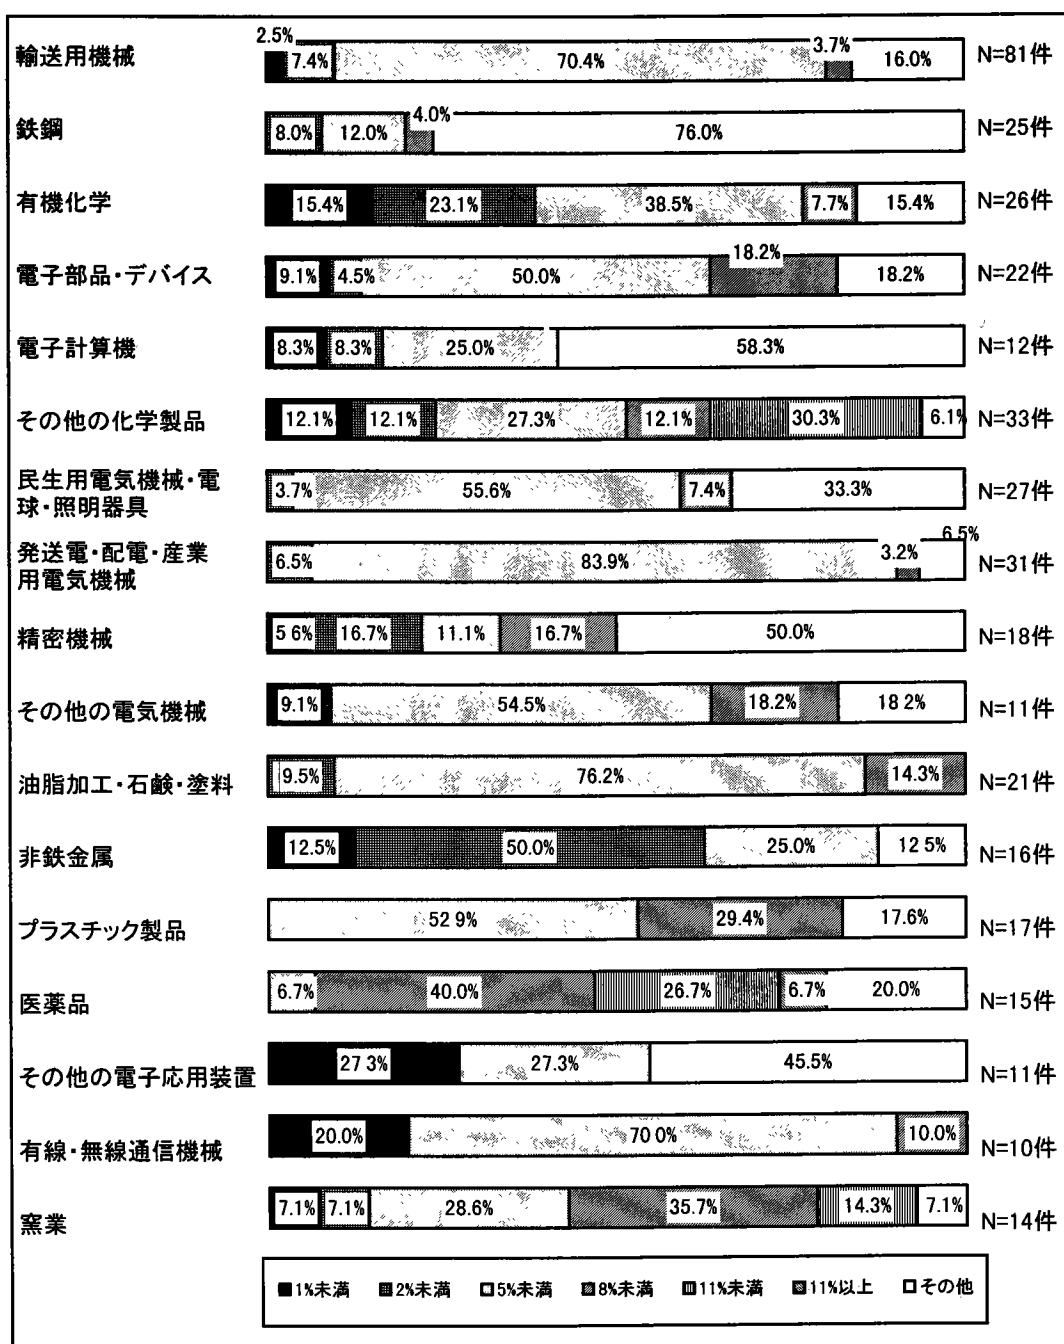 輸送用機械 2.5% 7.4% 70.4% 3.7% 16.0% N=81件
鉄鋼 8.0% 12.0% 4.0% 76.0% N=25件
有機化学 15.4% 23.1% 38.5% 7.7% 15.4% N=26件
電子部品・デバイス 9.1% 4.5% 50.0% 18.2% 18.2% N=22件
電子計算機 8.3% 8.3% 25.0% 58.3% N=12件
その他の化学製品 12.1% 12.1% 27.3% 12.1% 30.3% 6.1% N=33件
民生用電気機械・電
球・照明器具 3.7% 55.6% 7.4% 33.3% N=27件
発送電・配電・産業
用電気機械 6.5% 83.9% 3.2% 6.5% N=31件
精密機械 5 6% 16.7% 11.1% 16.7% 50.0% N=18件
その他の電気機械 9.1% 54.5% 18.2% 18 2% N=11件
油脂加工・石鹸・塗料 9.5% 76.2% 14.3% N=21件
非鉄金属 12.5% 50.0% 25.0% 12 5% N=16件
プラスチック製品 52 9% 29.4% 17.6% N=17件
医薬品 6.7% 40.0% 26.7% 6.7% 20.0% N=15件
その他の電子応用装置 27 3% 27.3% 45.5% N=11件
有線・無線通信機械 20.0% 70 0% 10.0% N=10件
窯業 7.1% 7.1% 28.6% 35.7% 14.3% 7.1% N=14件
1%未満 2%未満 5%未満 8%未満 11%未満 11%以上 その他